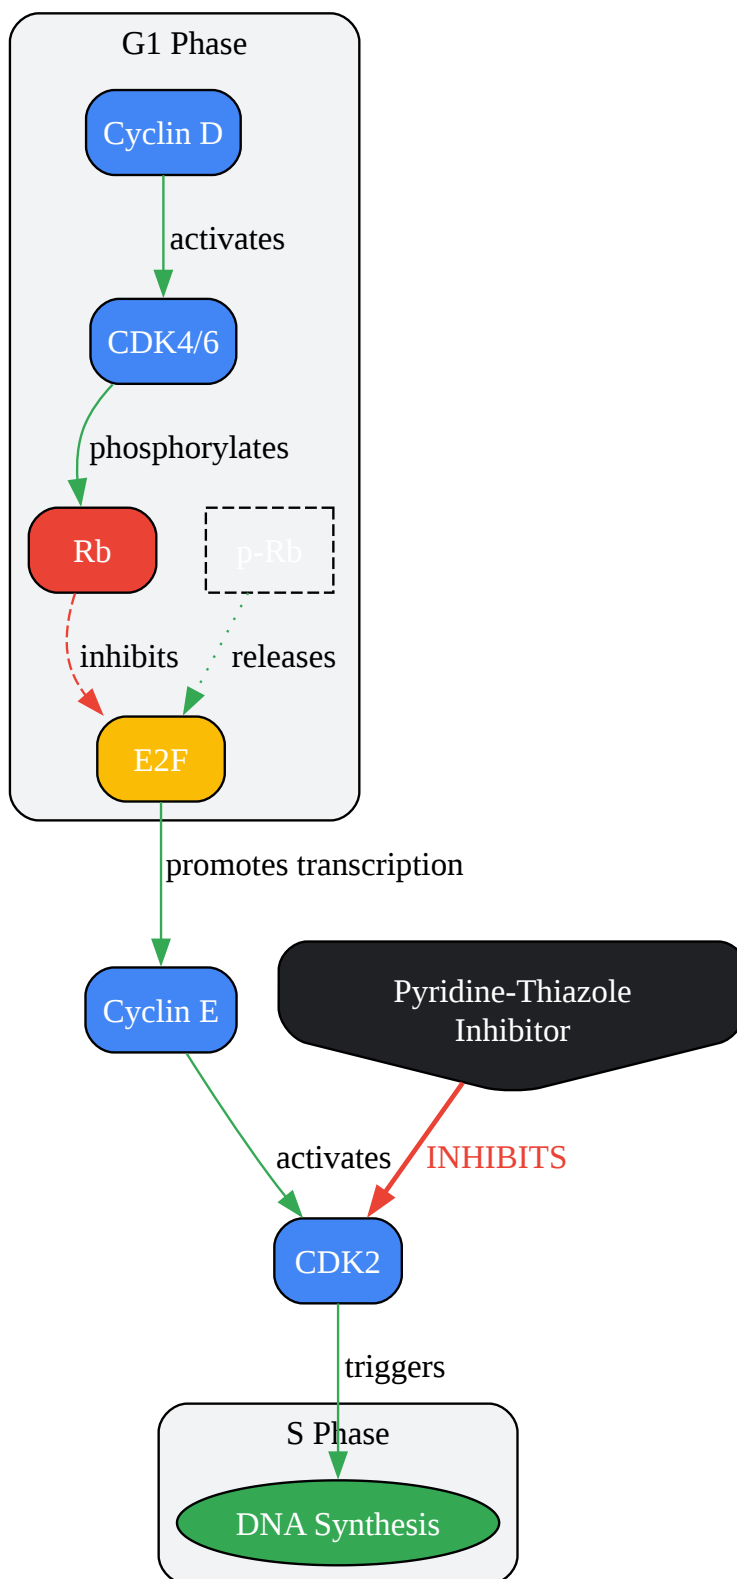 G1 Phase
Cyclin D
activates
CDK4/6
phosphorylates
Rb
p-Rb
inhibits
releases
E2F
promotes transcription
Cyclin E
Pyridine-Thiazole
Inhibitor
activates
INHIBITS
CDK2
triggers
S Phase
DNA Synthesis